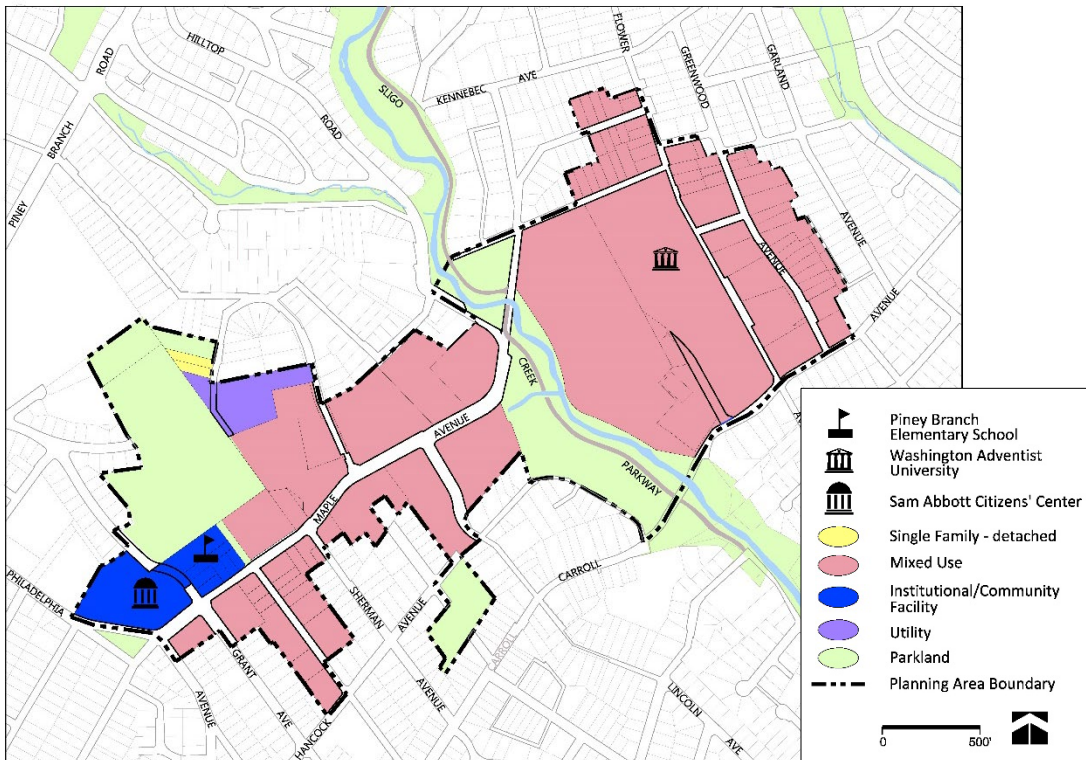 HILLTOP
ROAD
ROAD
BRANCH
PINEY
SLIGO
KENNEBEC AVE
FLOWER
GREENWOOD
GARLAND
AVENUE
AVENUE
AVENUE
CREEK
PARKWAY
AVENUE
MAPLE
PHILADELPHIA
SHERMAN
AVENUE
CARROLL
CARROLL
GRANT
AVENUE
AVE
HANCOCK
AVENUE
LINCOLN
AVE
Piney Branch
Elementary School
Washington Adventist
University
Sam Abbott Citizens' Center
Single Family - detached
Mixed Use
Institutional/Community
Facility
Utility
Parkland
Planning Area Boundary
0 500'